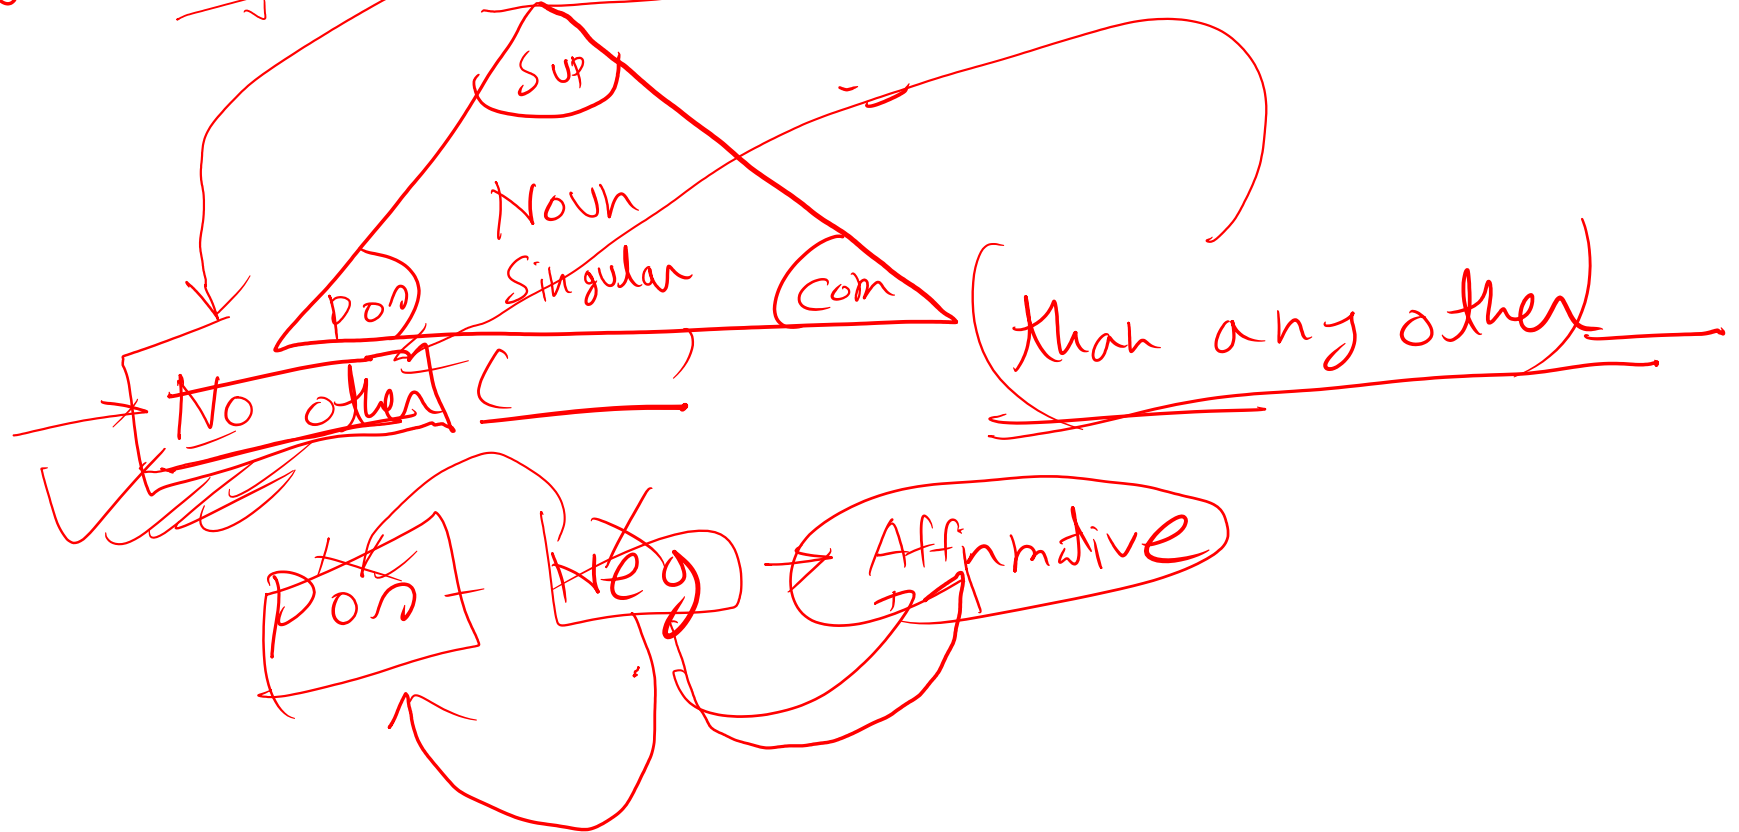 Sup
Noun
Singular
Pos
Com
than any other
No other
Pos
Neg
Affirmative